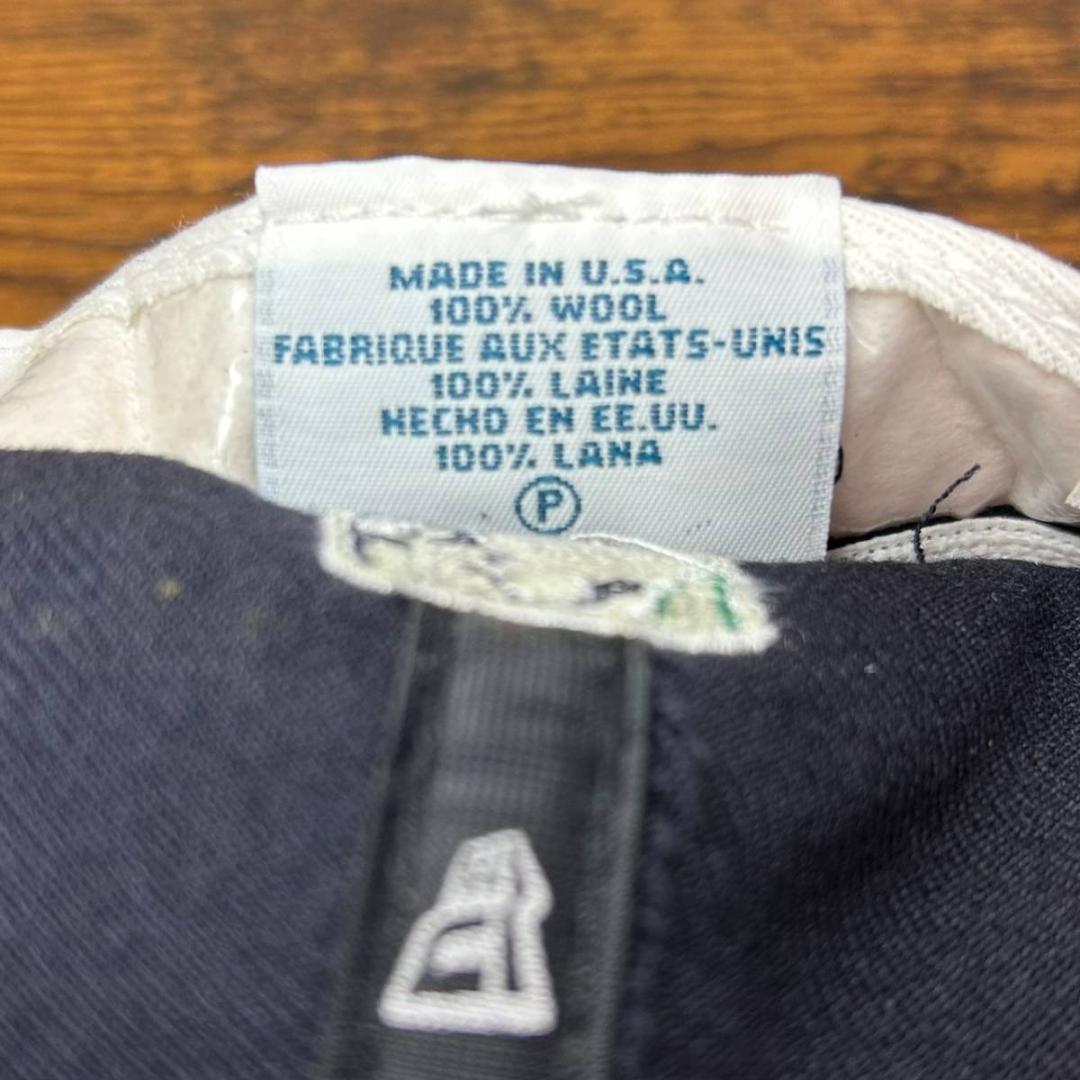 MADE IN U.S.A.
100% WOOL
FABRIQUE AUX ETATS-UNIS
100% LAINE
HECHO EN EE.UU.
100% LANA
P